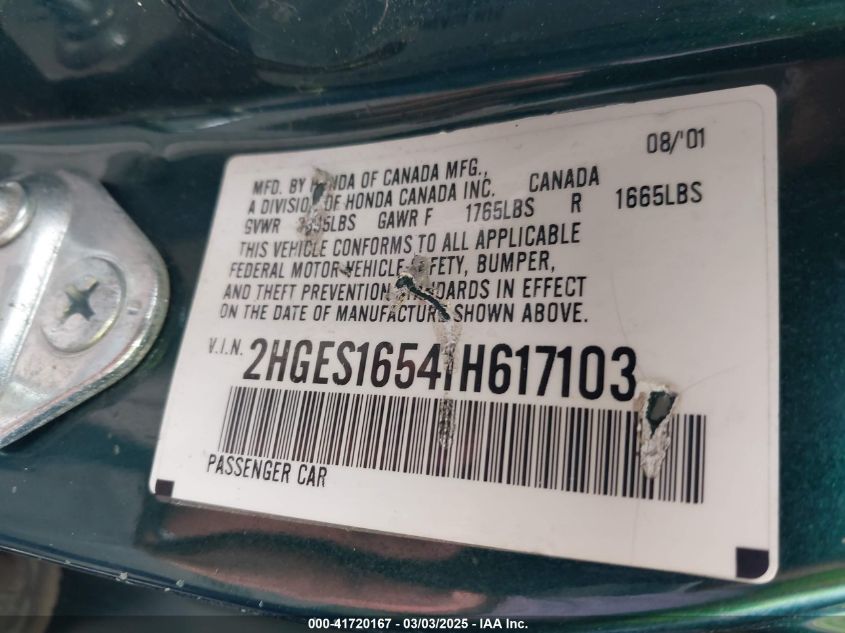 08/'01
MFD. BY HONDA OF CANADA MFG.,
A DIVISION OF HONDA CANADA INC. CANADA
GVWR GAWR F 1765LBS R 1665LBS
THIS VEHICLE CONFORMS TO ALL APPLICABLE
FEDERAL MOTOR VEHICLE SAFETY, BUMPER,
AND THEFT PREVENTION STANDARDS IN EFFECT
ON THE DATE OF MANUFACTURE SHOWN ABOVE.
V.I.N. 2HGES16541H617103
PASSENGER CAR
000-41720167 - 03/03/2025 - IAAI.COM